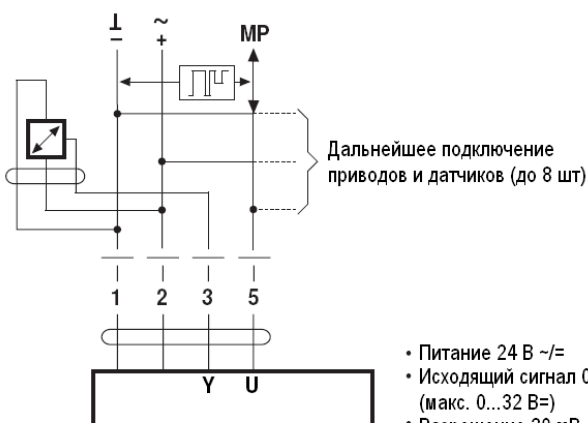 ⊥ ~
− + MP
Дальнейшее подключение
приводов и датчиков (до 8 шт)
1 2 3 5
Y U
• Питание 24 В ~/=
• Исходящий сигнал 0
(макс. 0...32 В=)